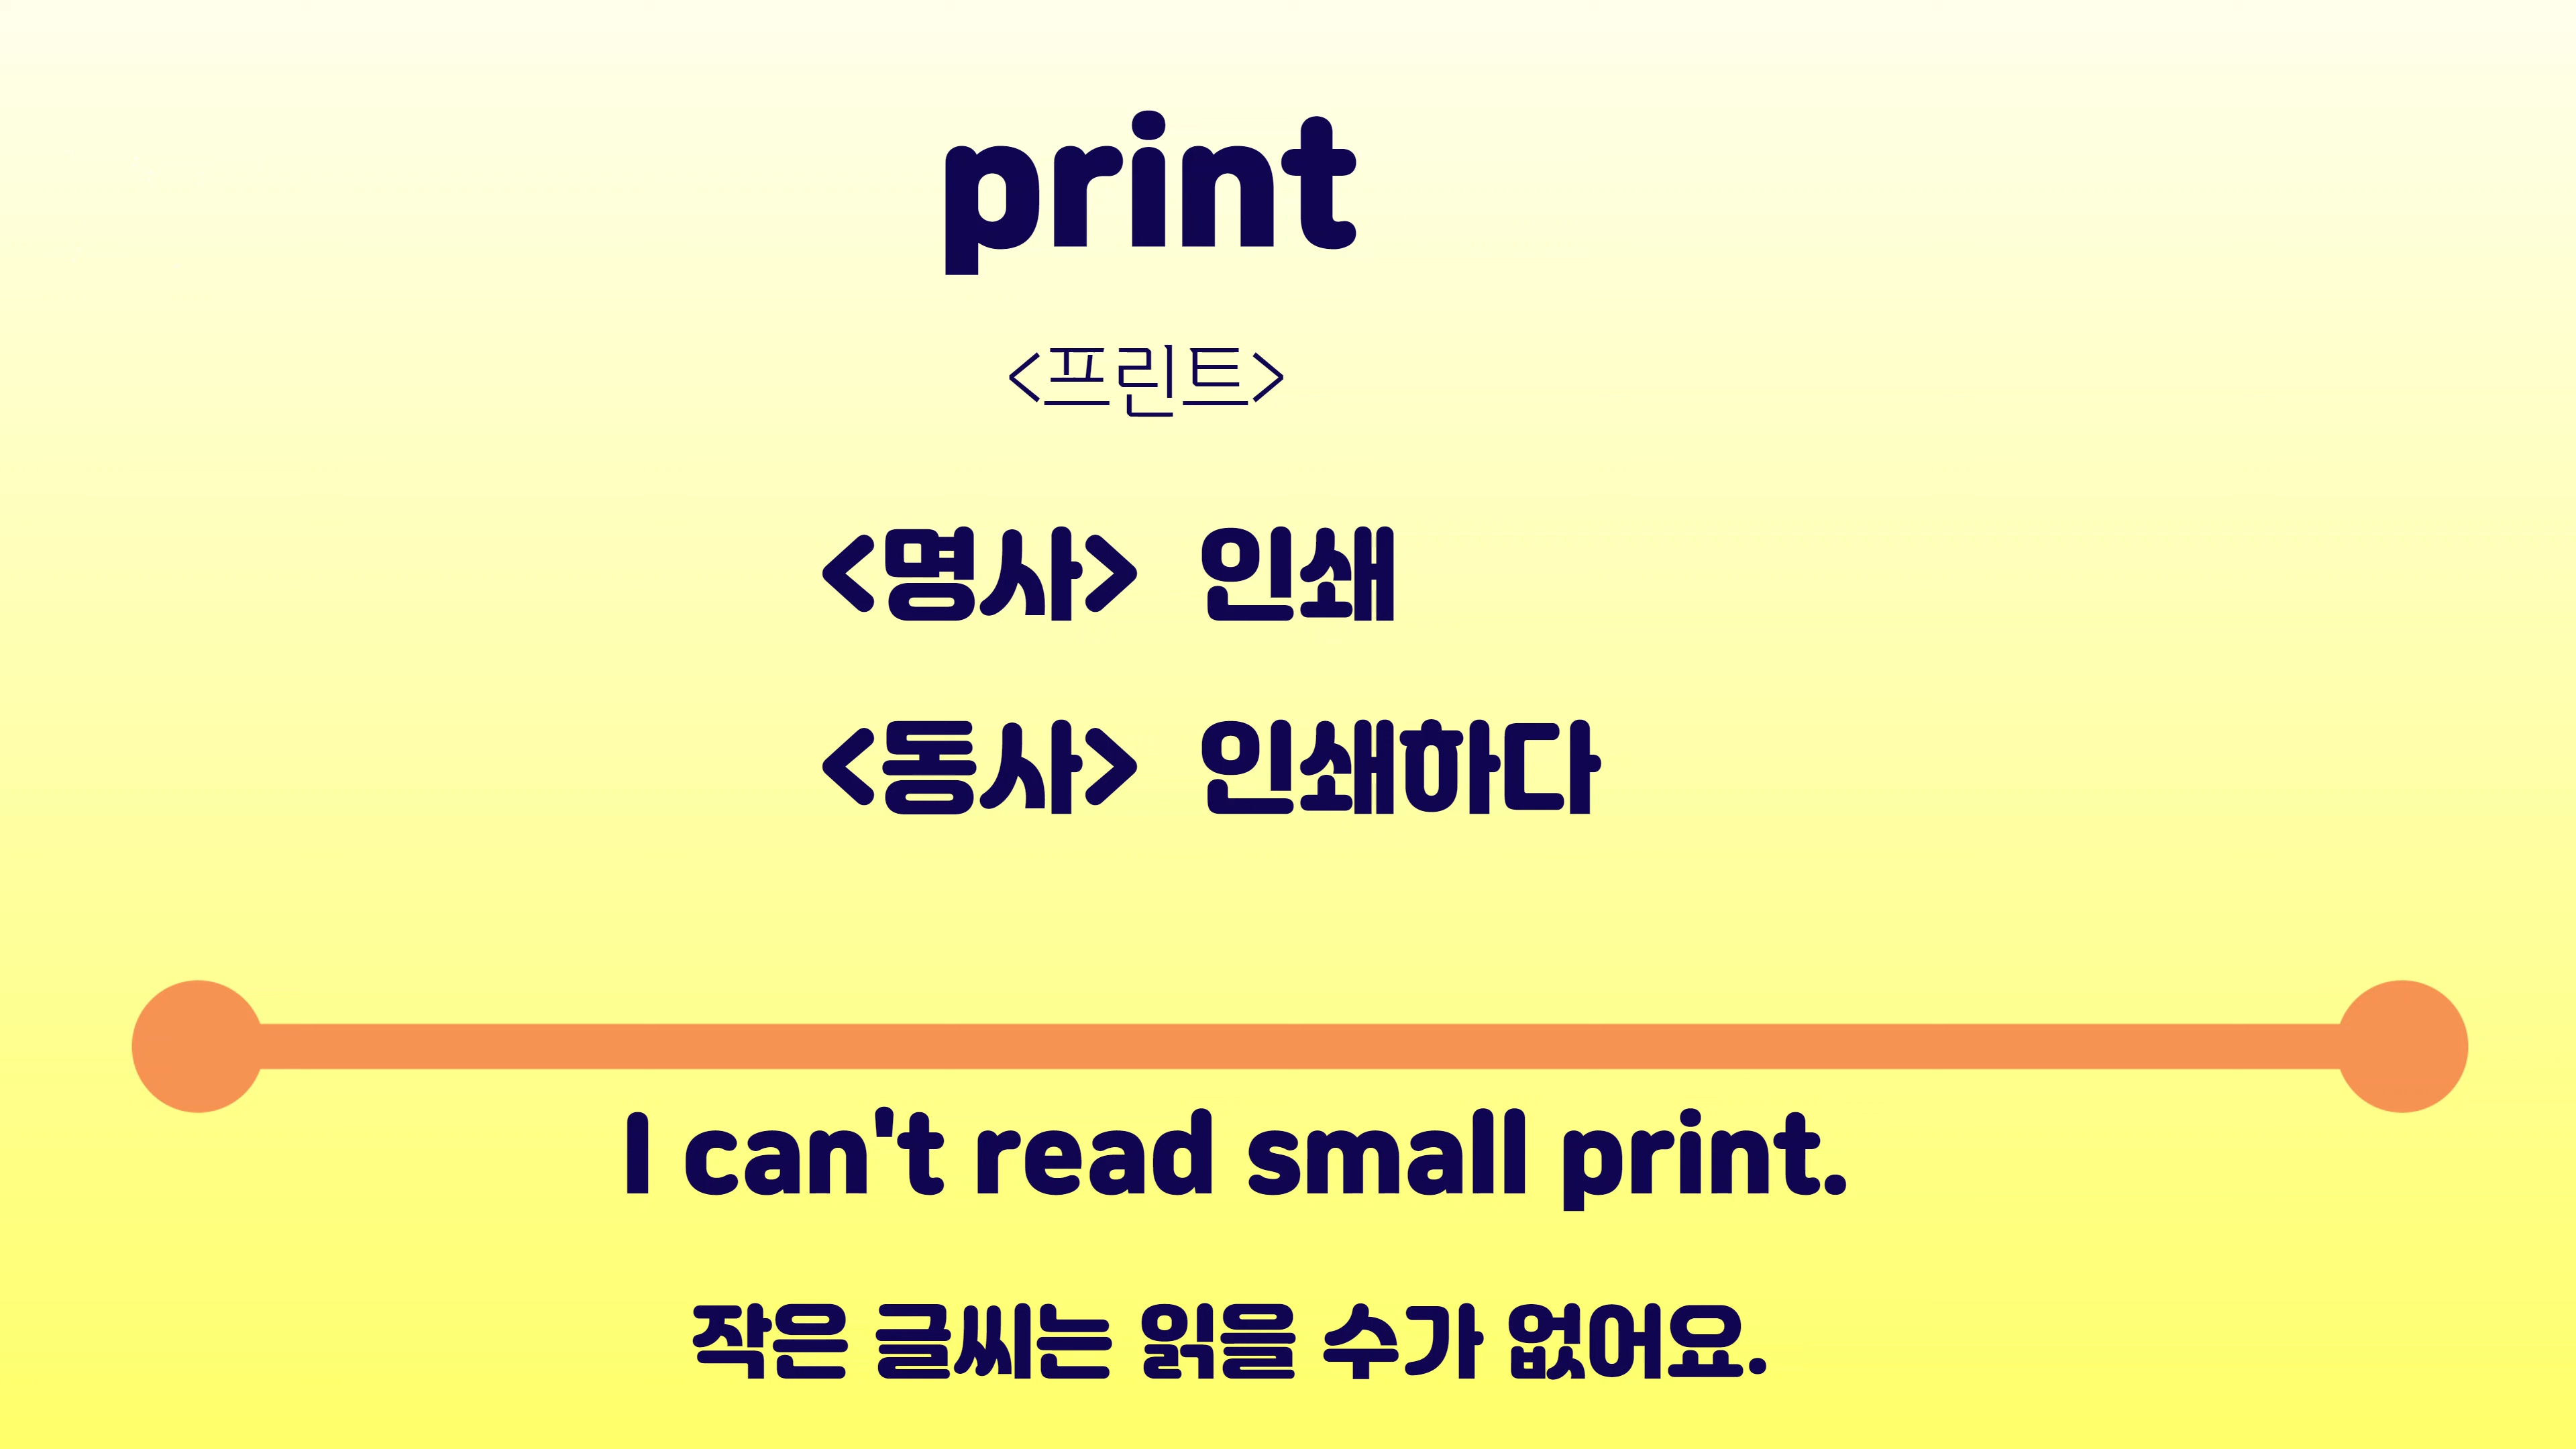 print
<프린트>
<명사> 인쇄
<동사> 인쇄하다
I can't read small print.
작은 글씨는 읽을 수가 없어요.